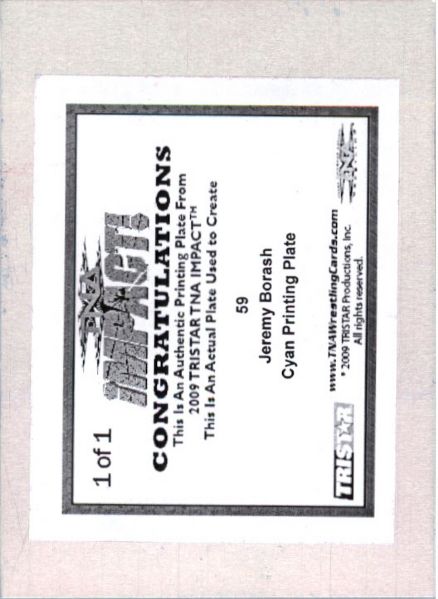 TNA
iMPACT!
1 of 1
CONGRATULATIONS
This Is An Authentic Printing Plate From
2009 TRISTAR TNA IMPACT™
This Is An Actual Plate Used to Create
59
Jeremy Borash
Cyan Printing Plate
www.TNAWrestlingCards.com
* 2009 TRISTAR Productions, Inc.
All rights reserved.
TRISTAR
TNA